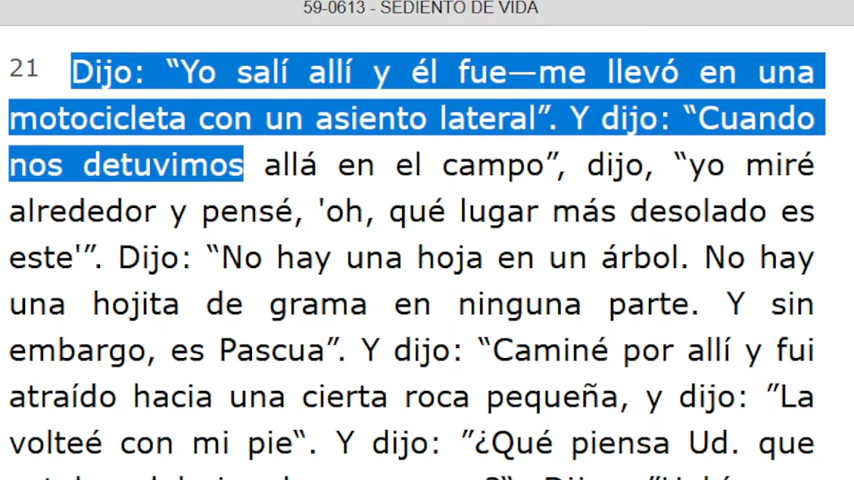 59-0613 - SEDIENTO DE VIDA
21 Dijo: “Yo salí allí y él fue—me llevó en una
motocicleta con un asiento lateral”. Y dijo: “Cuando
nos detuvimos allá en el campo”, dijo, “yo miré
alrededor y pensé, 'oh, qué lugar más desolado es
este'”. Dijo: “No hay una hoja en un árbol. No hay
una hojita de grama en ninguna parte. Y sin
embargo, es Pascua”. Y dijo: “Caminé por allí y fui
atraído hacia una cierta roca pequeña, y dijo: ”La
volteé con mi pie“. Y dijo: ”¿Qué piensa Ud. que